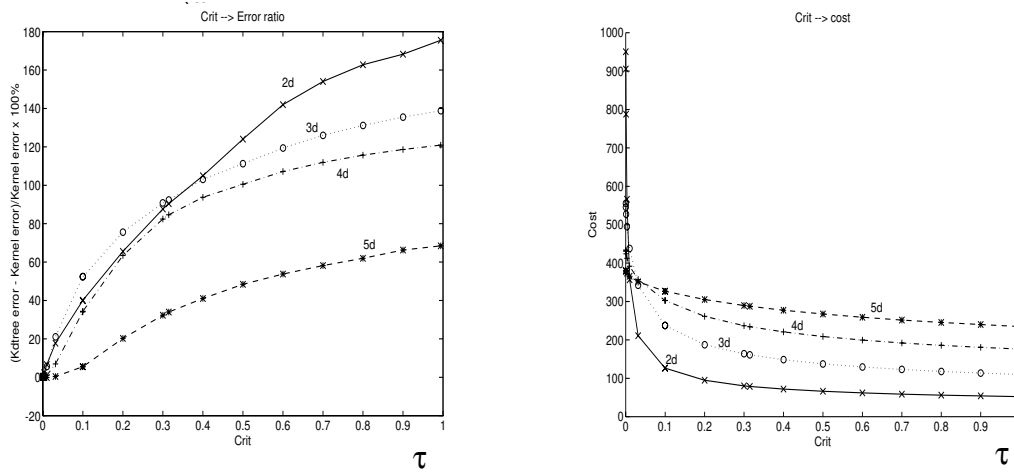 Crit --> Error ratio
(Kdtree error - Kernel error)/Kernel error x 100%
180
160
140
120
100
80
60
40
20
0
-20
2d
3d
4d
5d
0 0.1 0.2 0.3 0.4 0.5 0.6 0.7 0.8 0.9 1
Crit
τ
Crit --> cost
Cost
1000
900
800
700
600
500
400
300
200
100
0
5d
4d
3d
2d
0 0.1 0.2 0.3 0.4 0.5 0.6 0.7 0.8 0.9
Crit
τ